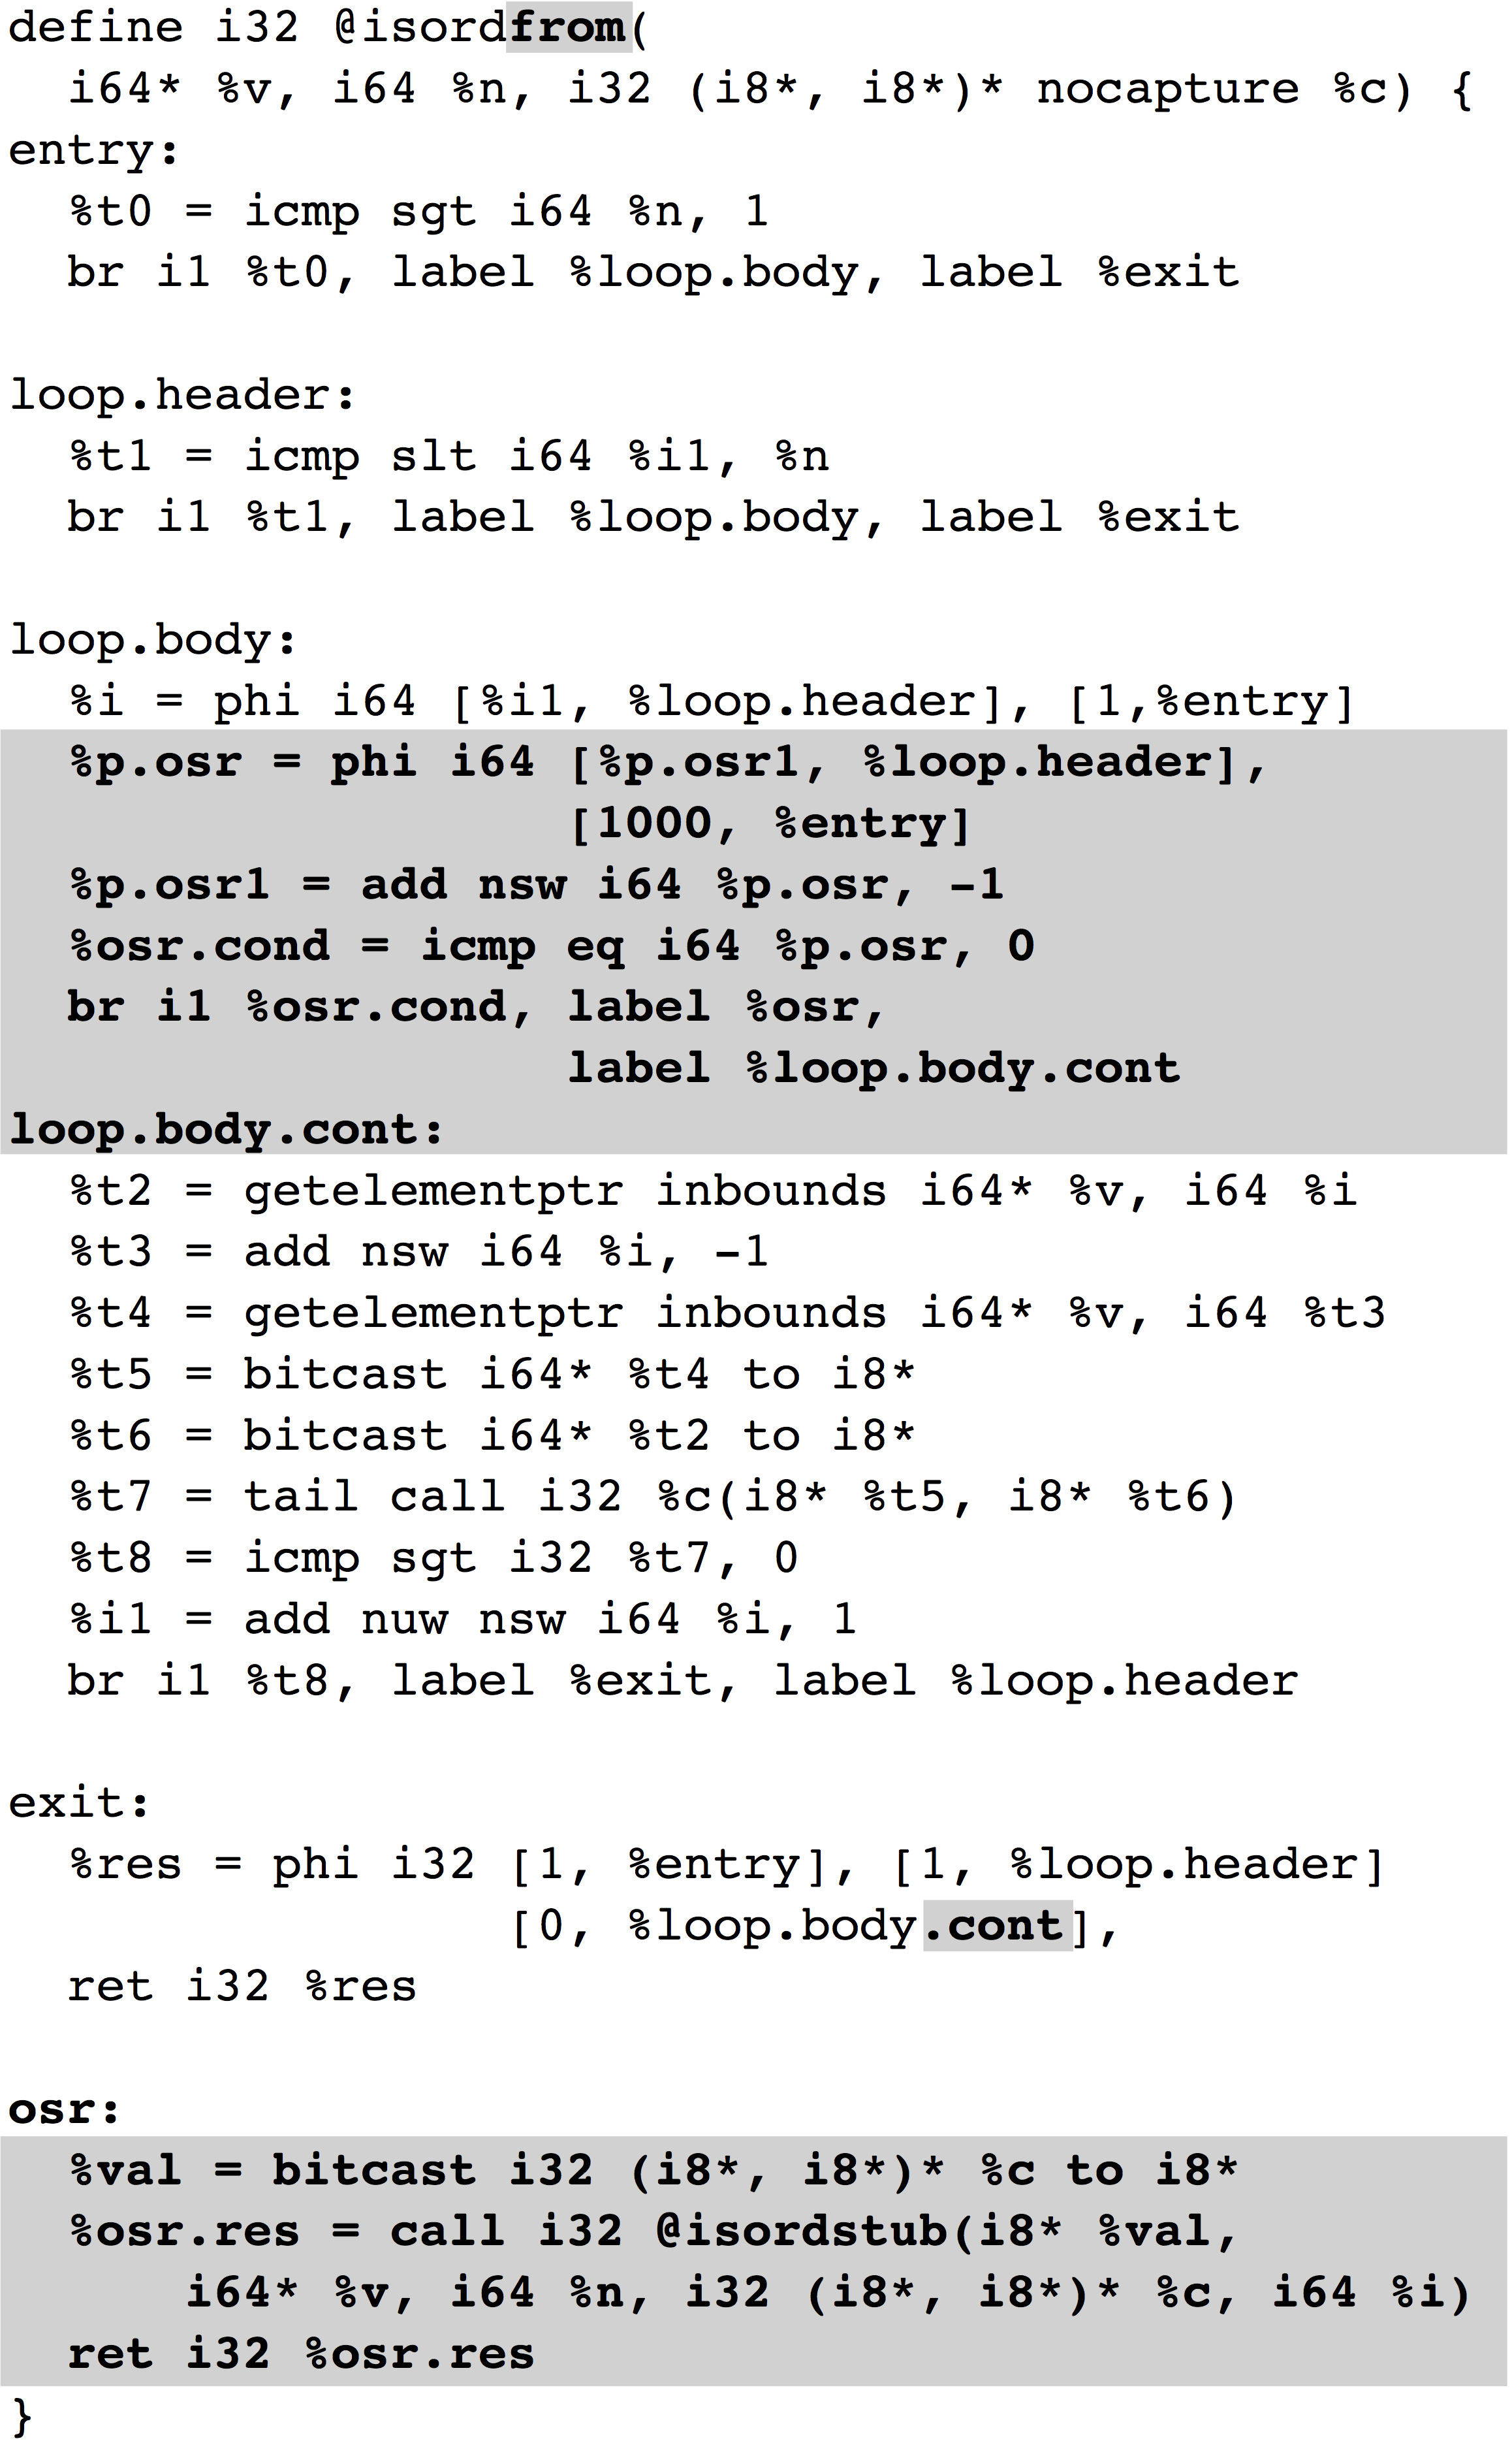 define i32 @isordfrom(
  i64* %v, i64 %n, i32 (i8*, i8*)* nocapture %c) {
entry:
  %t0 = icmp sgt i64 %n, 1
  br i1 %t0, label %loop.body, label %exit
loop.header:
  %t1 = icmp slt i64 %i1, %n
  br i1 %t1, label %loop.body, label %exit
loop.body:
  %i = phi i64 [%i1, %loop.header], [1,%entry]
  %p.osr = phi i64 [%p.osr1, %loop.header],
                   [1000, %entry]
  %p.osr1 = add nsw i64 %p.osr, -1
  %osr.cond = icmp eq i64 %p.osr, 0
  br i1 %osr.cond, label %osr,
                   label %loop.body.cont
loop.body.cont:
  %t2 = getelementptr inbounds i64* %v, i64 %i
  %t3 = add nsw i64 %i, -1
  %t4 = getelementptr inbounds i64* %v, i64 %t3
  %t5 = bitcast i64* %t4 to i8*
  %t6 = bitcast i64* %t2 to i8*
  %t7 = tail call i32 %c(i8* %t5, i8* %t6)
  %t8 = icmp sgt i32 %t7, 0
  %i1 = add nuw nsw i64 %i, 1
  br i1 %t8, label %exit, label %loop.header
exit:
  %res = phi i32 [1, %entry], [1, %loop.header]
                 [0, %loop.body.cont],
  ret i32 %res
osr:
  %val = bitcast i32 (i8*, i8*)* %c to i8*
  %osr.res = call i32 @isordstub(i8* %val,
      i64* %v, i64 %n, i32 (i8*, i8*)* %c, i64 %i)
  ret i32 %osr.res
}